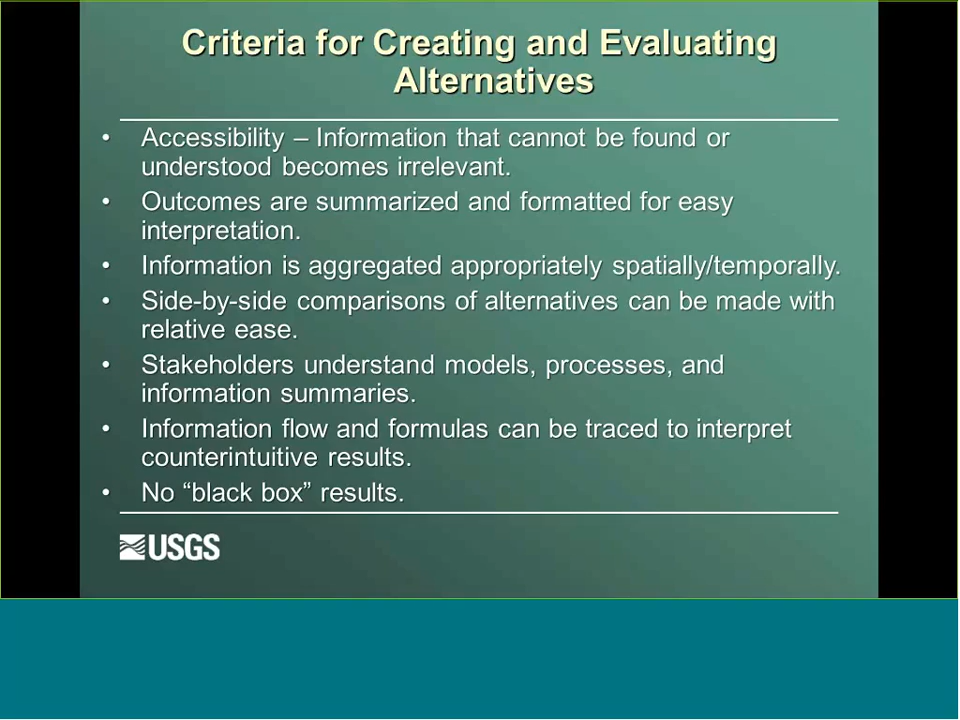 Criteria for Creating and Evaluating
Alternatives
• Accessibility – Information that cannot be found or
understood becomes irrelevant.
• Outcomes are summarized and formatted for easy
interpretation.
• Information is aggregated appropriately spatially/temporally.
• Side-by-side comparisons of alternatives can be made with
relative ease.
• Stakeholders understand models, processes, and
information summaries.
• Information flow and formulas can be traced to interpret
counterintuitive results.
• No “black box” results.
USGS